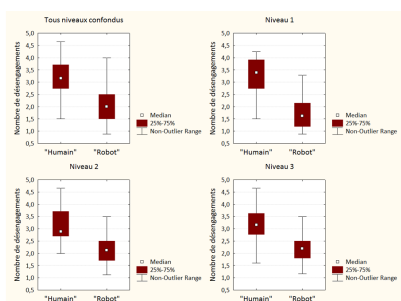 Tous niveaux confondus
Nombre de désengagements
5,0
4,5
4,0
3,5
3,0
2,5
2,0
1,5
1,0
0,5
"Humain" "Robot"
Median
25%-75%
Non-Outlier Range
Niveau 1
Nombre de désengagements
5,0
4,5
4,0
3,5
3,0
2,5
2,0
1,5
1,0
0,5
"Humain" "Robot"
Median
25%-75%
Non-Outlier Range
Niveau 2
Nombre de désengagements
5,0
4,5
4,0
3,5
3,0
2,5
2,0
1,5
1,0
0,5
"Humain" "Robot"
Median
25%-75%
Non-Outlier Range
Niveau 3
Nombre de désengagements
5,0
4,5
4,0
3,5
3,0
2,5
2,0
1,5
1,0
0,5
"Humain" "Robot"
Median
25%-75%
Non-Outlier Range